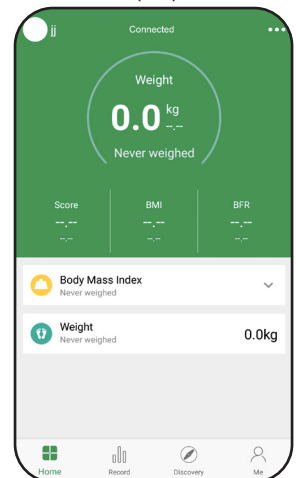 jj Connected •••
Weight
0.0 kg
--.--
Never weighed
Score BMI BFR
--.-- --.-- --.--
--.-- --.-- --.--
Body Mass Index
Never weighed
Weight
Never weighed
0.0kg
Home Record Discovery Me